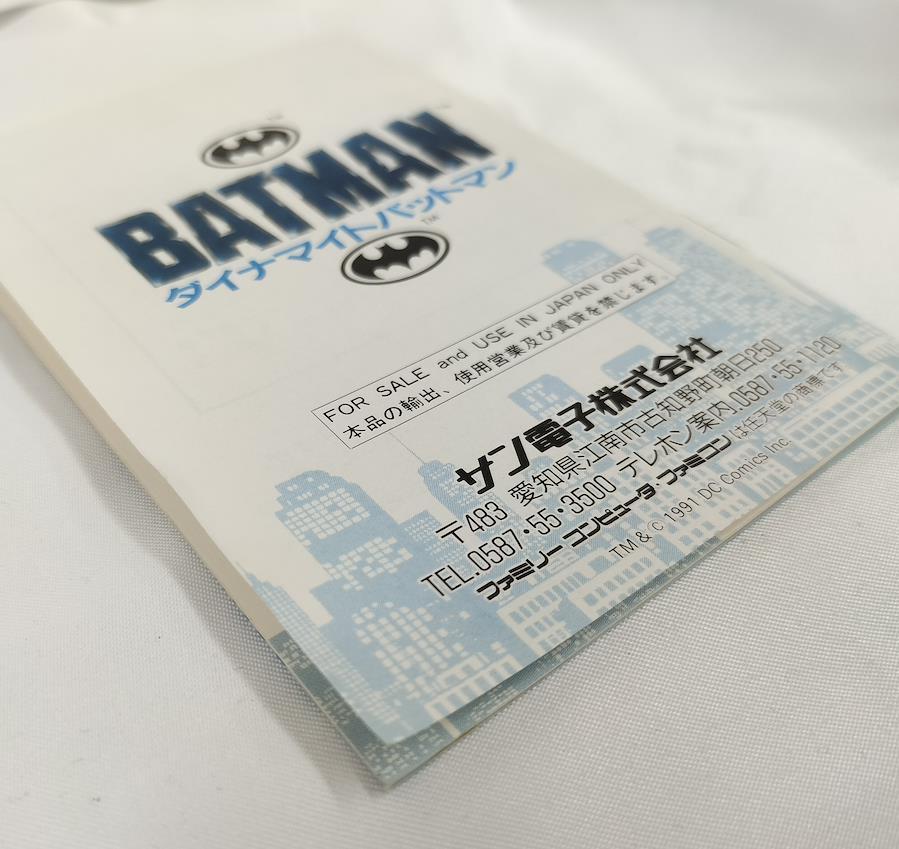 TM
BATMAN
TM
ダイナマイトバットマン
TM
FOR SALE and USE IN JAPAN ONLY
本品の輸出、使用営業及び賃貸を禁じます
サン電子株式会社
〒483 愛知県江南市古知野町朝日250
TEL.0587・55・3500 テレホン案内.0587・55・1120
ファミリーコンピュータ・ファミコンは任天堂の商標です
TM & © 1991 DC Comics Inc.